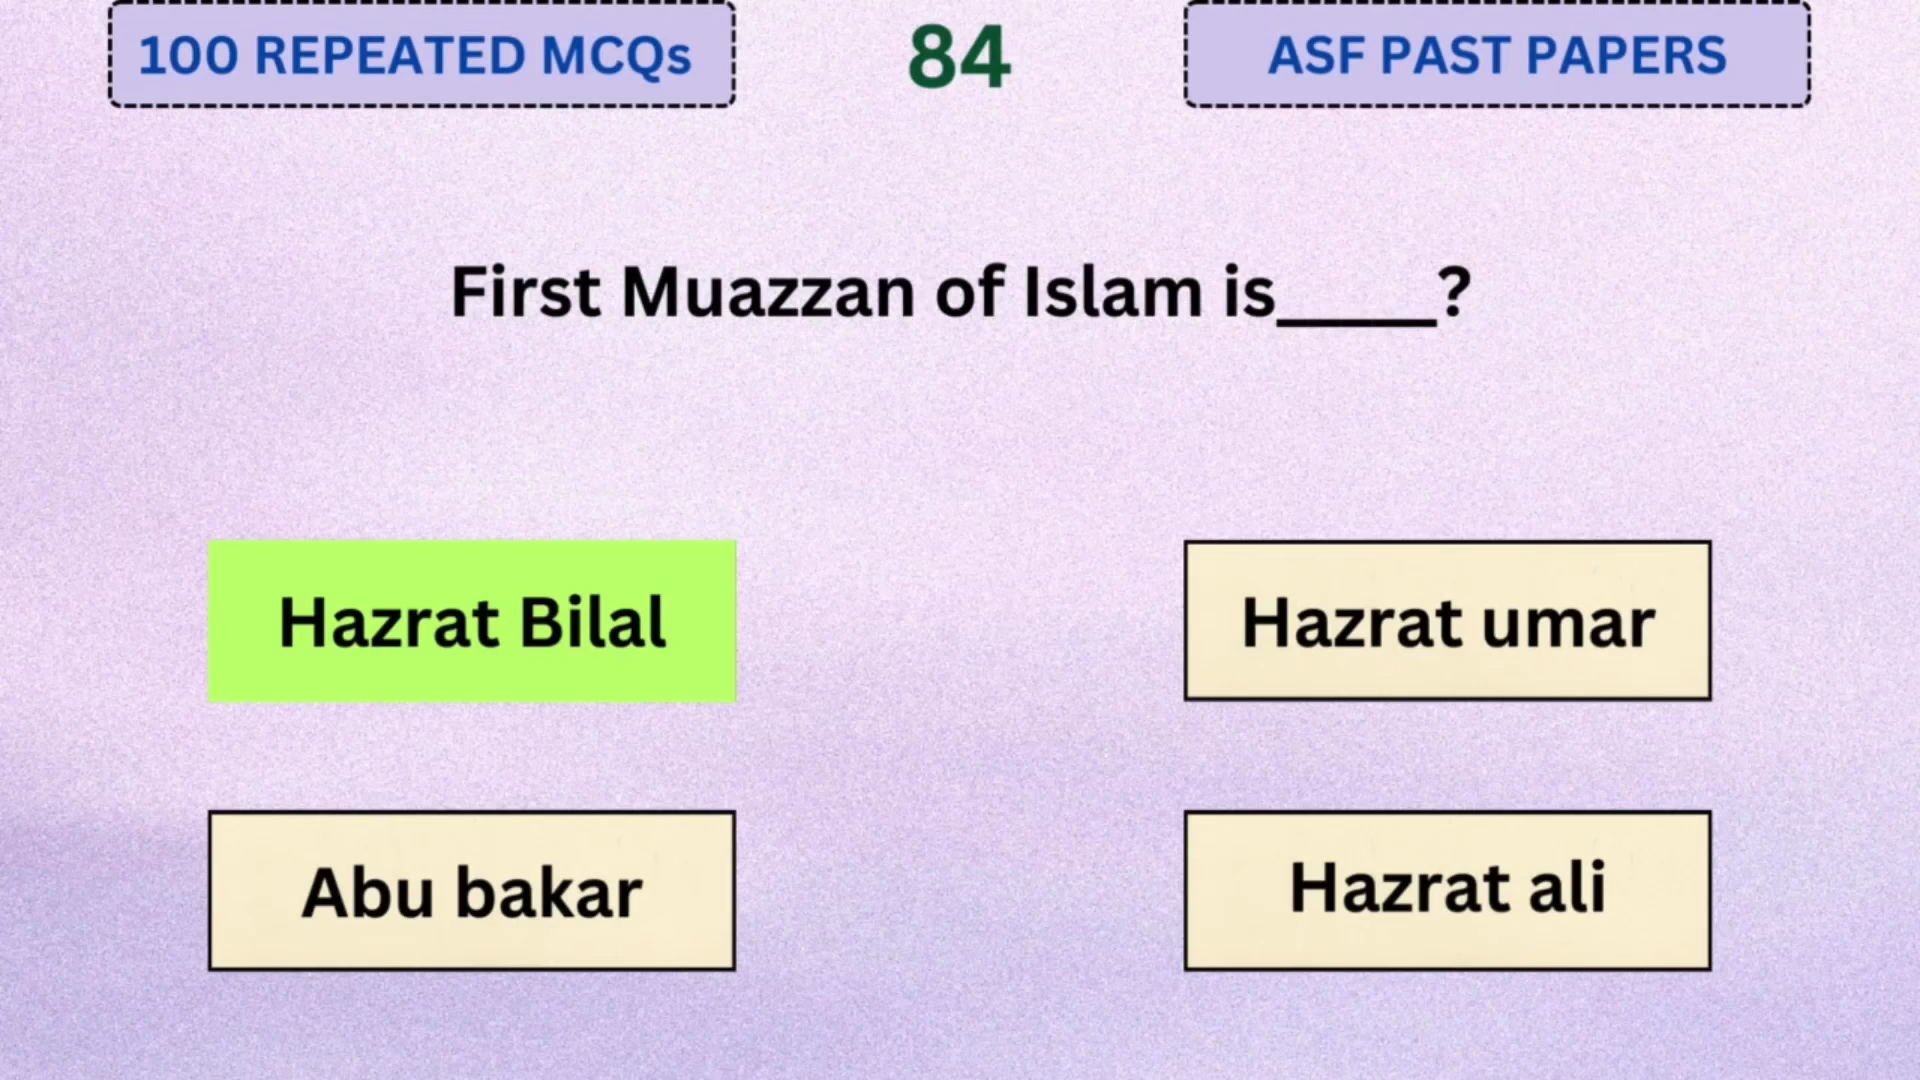 100 REPEATED MCQs
84
ASF PAST PAPERS
First Muazzan of Islam is_____?
Hazrat Bilal
Hazrat umar
Abu bakar
Hazrat ali